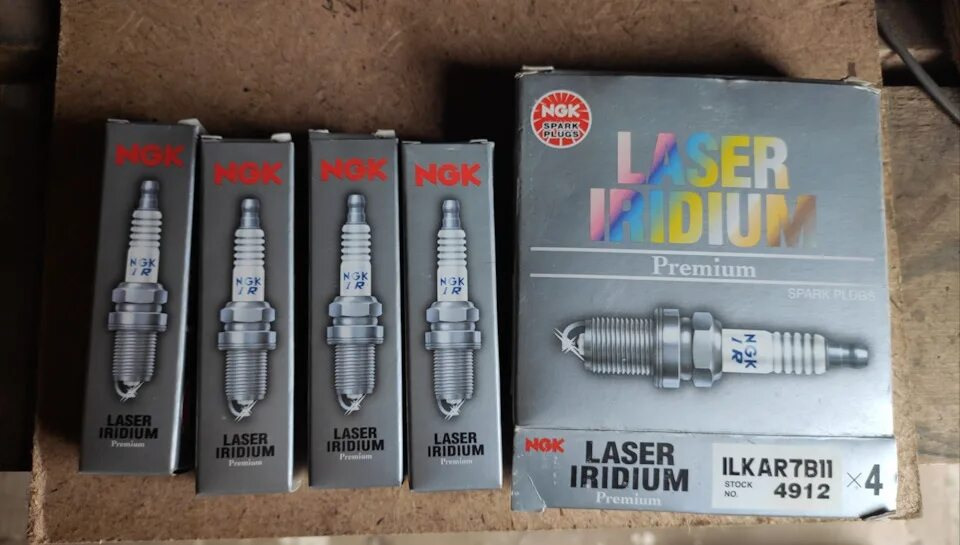 NGK
NGK
IR
LASER
IRIDIUM
Premium
NGK
NGK
IR
LASER
IRIDIUM
Premium
NGK
NGK
IR
LASER
IRIDIUM
Premium
NGK
NGK
IR
LASER
IRIDIUM
Premium
NGK
SPARK
PLUGS
LASER
IRIDIUM
Premium
SPARK PLUGS
NGK
IR
NGK
LASER
IRIDIUM
Premium
ILKAR7B11
STOCK NO. 4912
×4